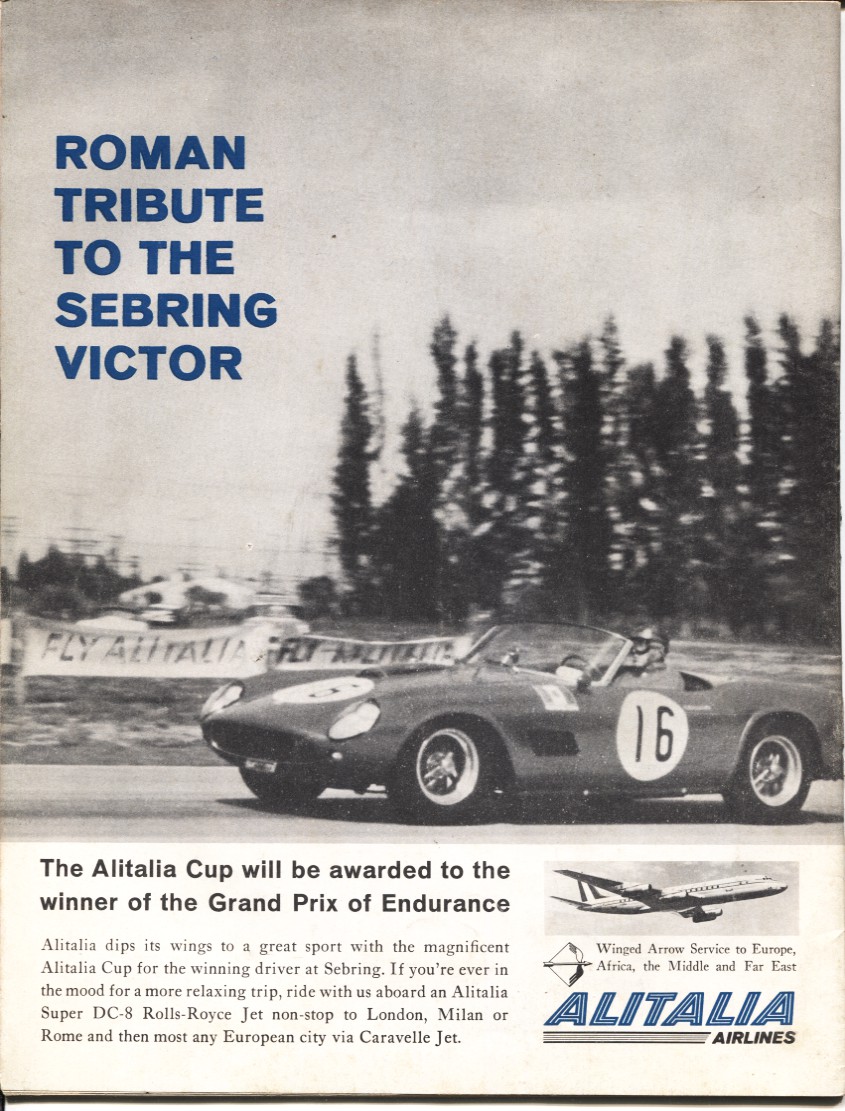 ROMAN
TRIBUTE
TO THE
SEBRING
VICTOR
FLY ALITALIA
FLY ALITALIA
16
The Alitalia Cup will be awarded to the
winner of the Grand Prix of Endurance
Alitalia dips its wings to a great sport with the magnificent
Alitalia Cup for the winning driver at Sebring. If you're ever in
the mood for a more relaxing trip, ride with us aboard an Alitalia
Super DC-8 Rolls-Royce Jet non-stop to London, Milan or
Rome and then most any European city via Caravelle Jet.
Winged Arrow Service to Europe,
Africa, the Middle and Far East
ALITALIA
AIRLINES